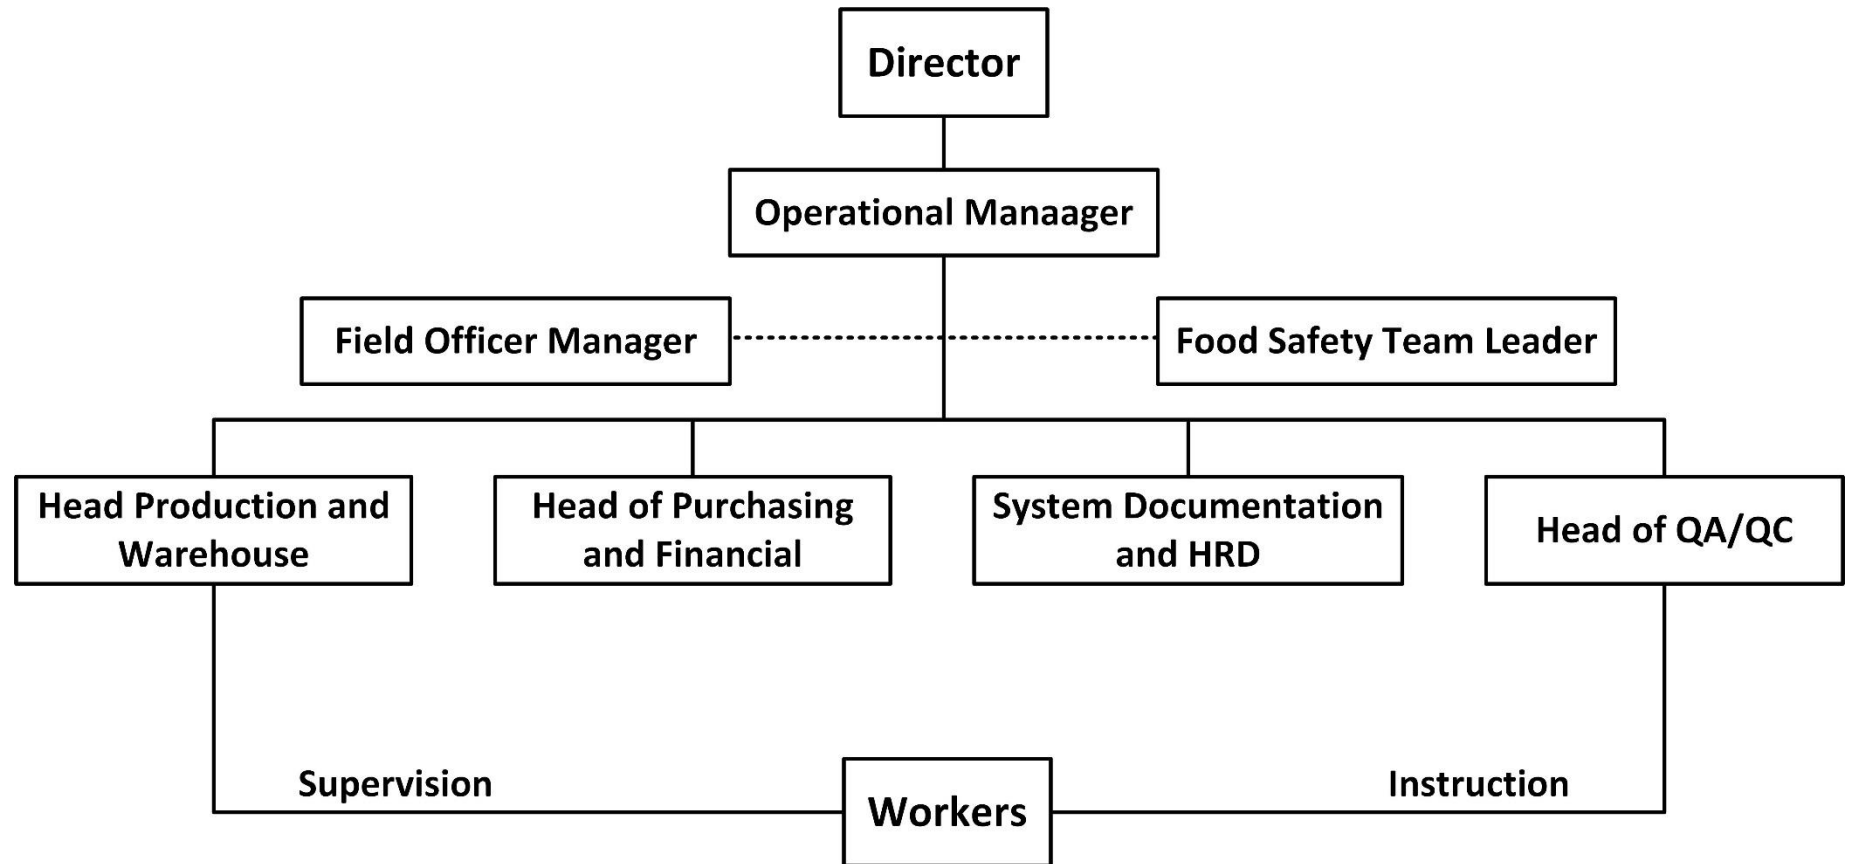 Director
Operational Manaager
Field Officer Manager
Food Safety Team Leader
Head Production and
Warehouse
Head of Purchasing
and Financial
System Documentation
and HRD
Head of QA/QC
Supervision
Instruction
Workers